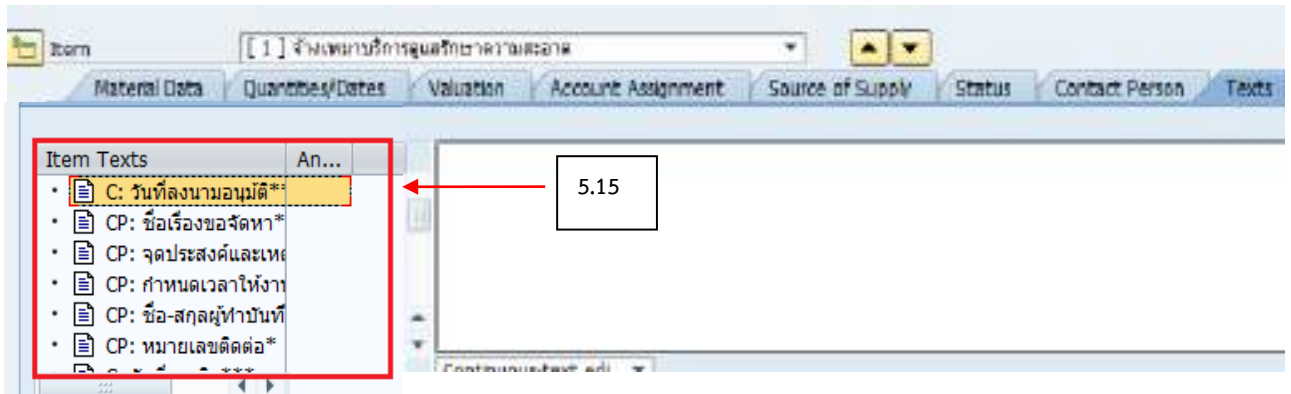 Item [ 1 ] จ้างเหมาบริการดูแลรักษาความสะอาด
Material Data Quantities/Dates Valuation Account Assignment Source of Supply Status Contact Person Texts
Item Texts An...
5.15
C: วันที่ลงนามอนุมัติ**
CP: ชื่อเรื่องขอจัดหา*
CP: จุดประสงค์และเหต
CP: กำหนดเวลาให้งาน
CP: ชื่อ-สกุลผู้ทำบันทึ
CP: หมายเลขติดต่อ*
Continuous-text edi